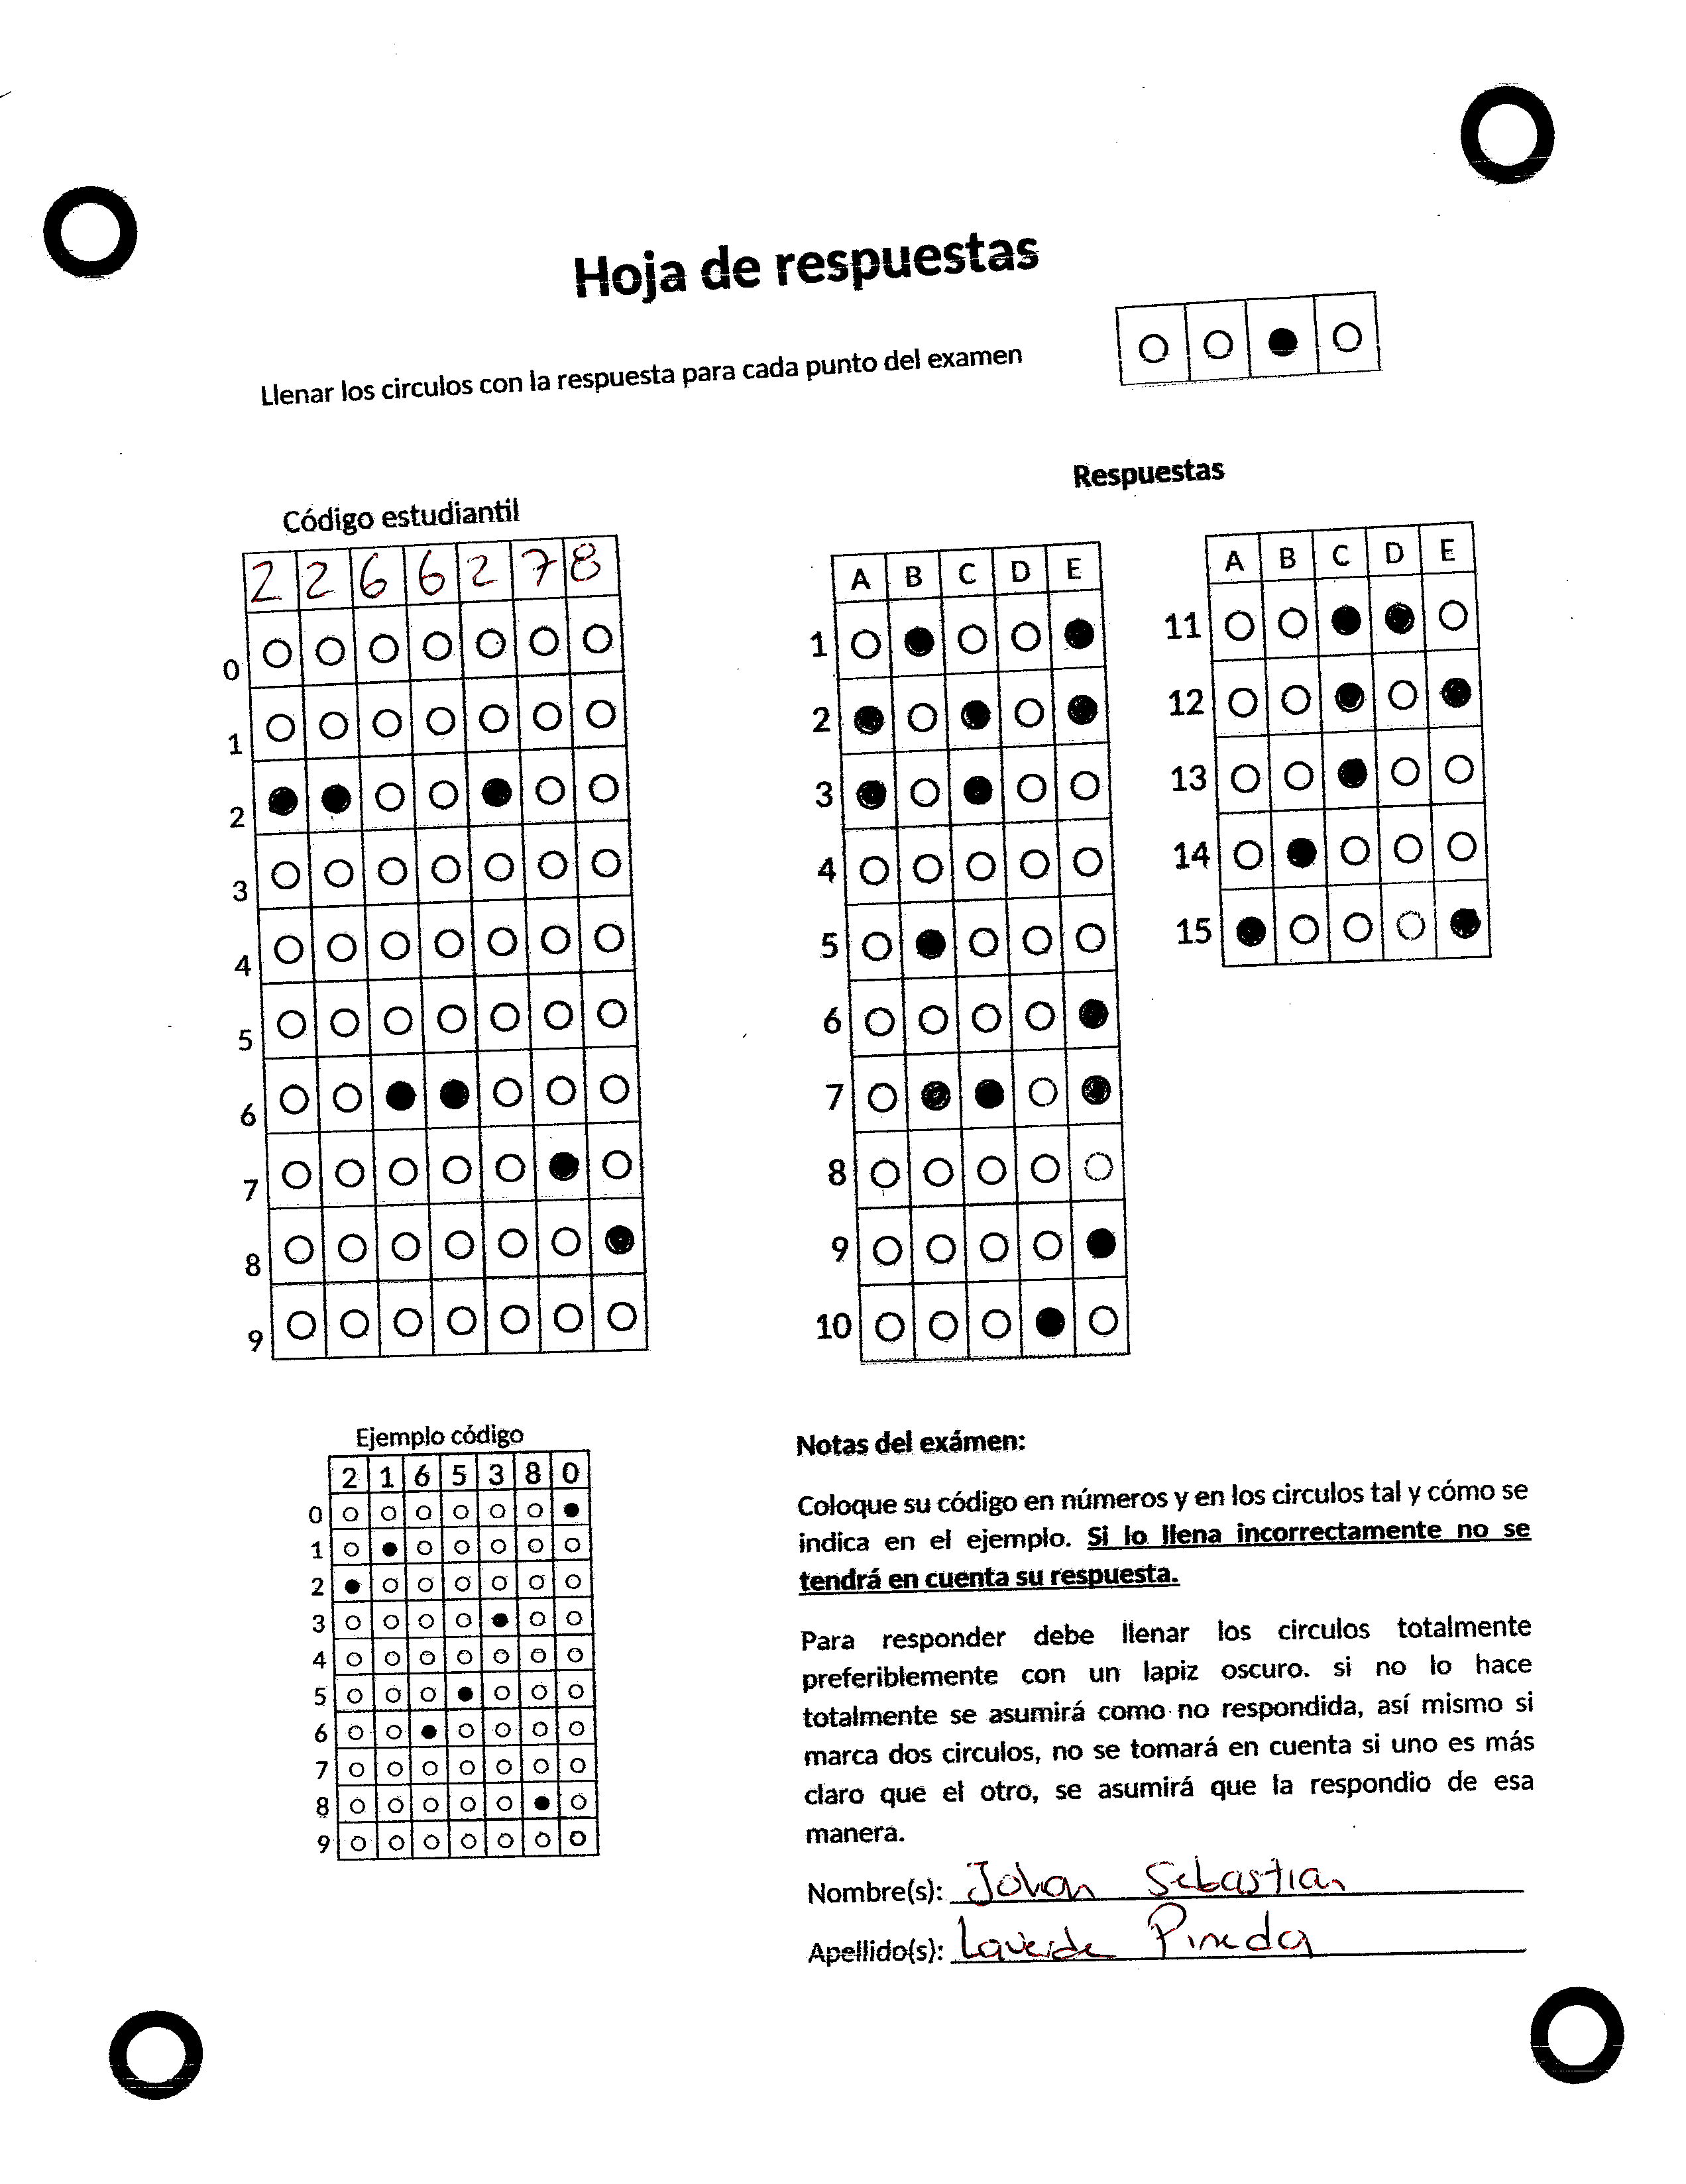 Hoja de respuestas
Llenar los circulos con la respuesta para cada punto del examen
Código estudiantil
2 2 6 6 2 7 8
0
1
2
3
4
5
6
7
8
9
Respuestas
A B C D E
1
2
3
4
5
6
7
8
9
10
A B C D E
11
12
13
14
15
Ejemplo código
2 1 6 5 3 8 0
0
1
2
3
4
5
6
7
8
9
Notas del exámen:
Coloque su código en números y en los circulos tal y cómo se
indica en el ejemplo. Si lo llena incorrectamente no se
tendrá en cuenta su respuesta.
Para responder debe llenar los circulos totalmente
preferiblemente con un lapiz oscuro. si no lo hace
totalmente se asumirá como no respondida, así mismo si
marca dos circulos, no se tomará en cuenta si uno es más
claro que el otro, se asumirá que la respondio de esa
manera.
Nombre(s): Johan Sebastian
Apellido(s): Laverde Pineda